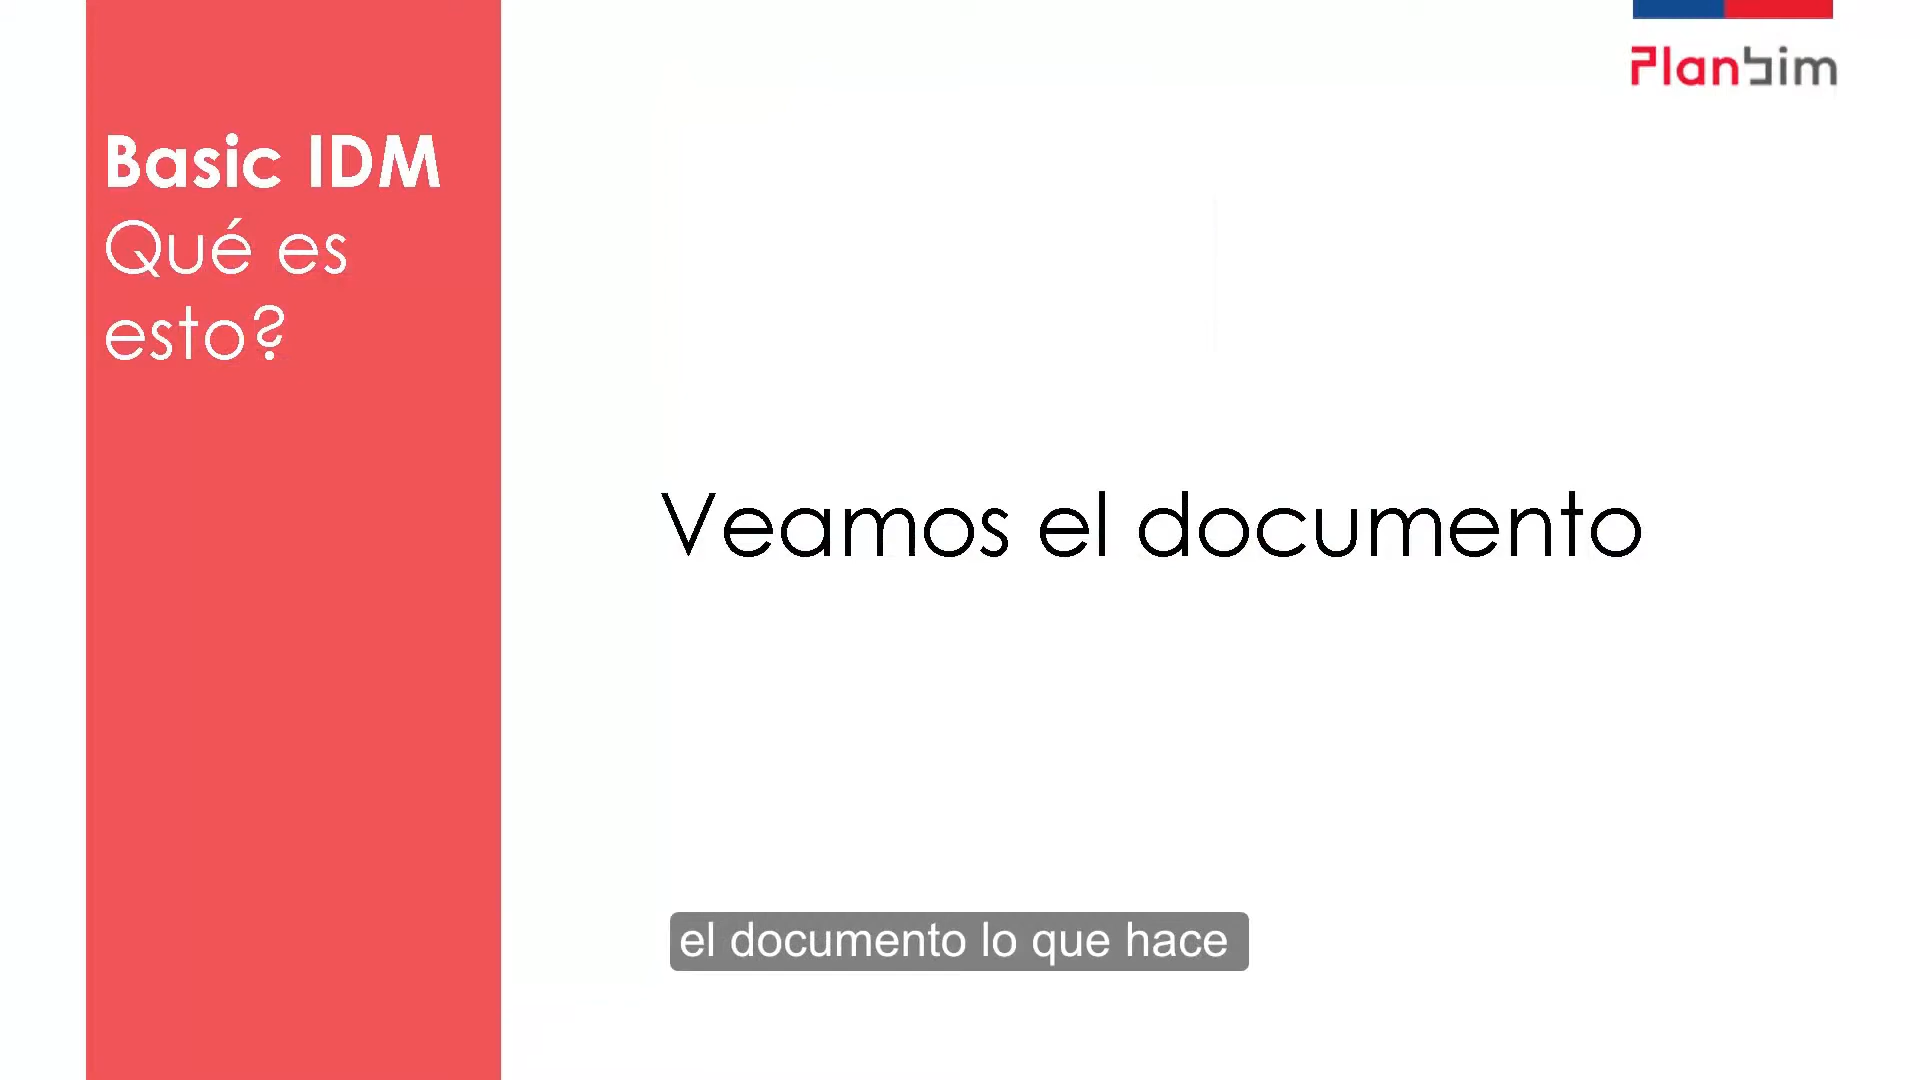 Planbim
Basic IDM
Qué es
esto?
Veamos el documento
el documento lo que hace